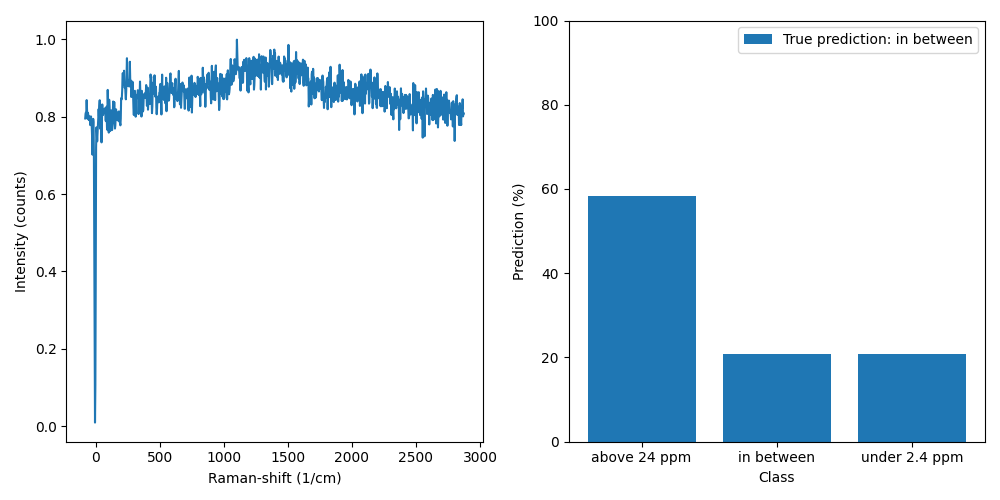 1.0
0.8
0.6
0.4
0.2
0.0
Intensity (counts)
0 500 1000 1500 2000 2500 3000
Raman-shift (1/cm)
100
80
60
40
20
0
Prediction (%)
True prediction: in between
above 24 ppm in between under 2.4 ppm
Class